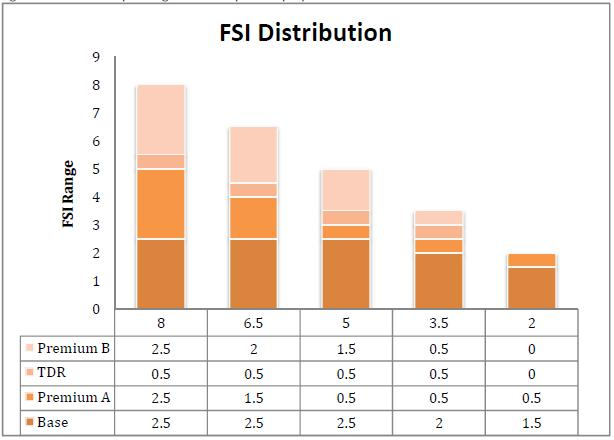 FSI Distribution
9
8
7
6
5
4
3
2
1
0
FSI Range
8 6.5 5 3.5 2
Premium B 2.5 2 1.5 0.5 0
TDR 0.5 0.5 0.5 0.5 0
Premium A 2.5 1.5 0.5 0.5 0.5
Base 2.5 2.5 2.5 2 1.5